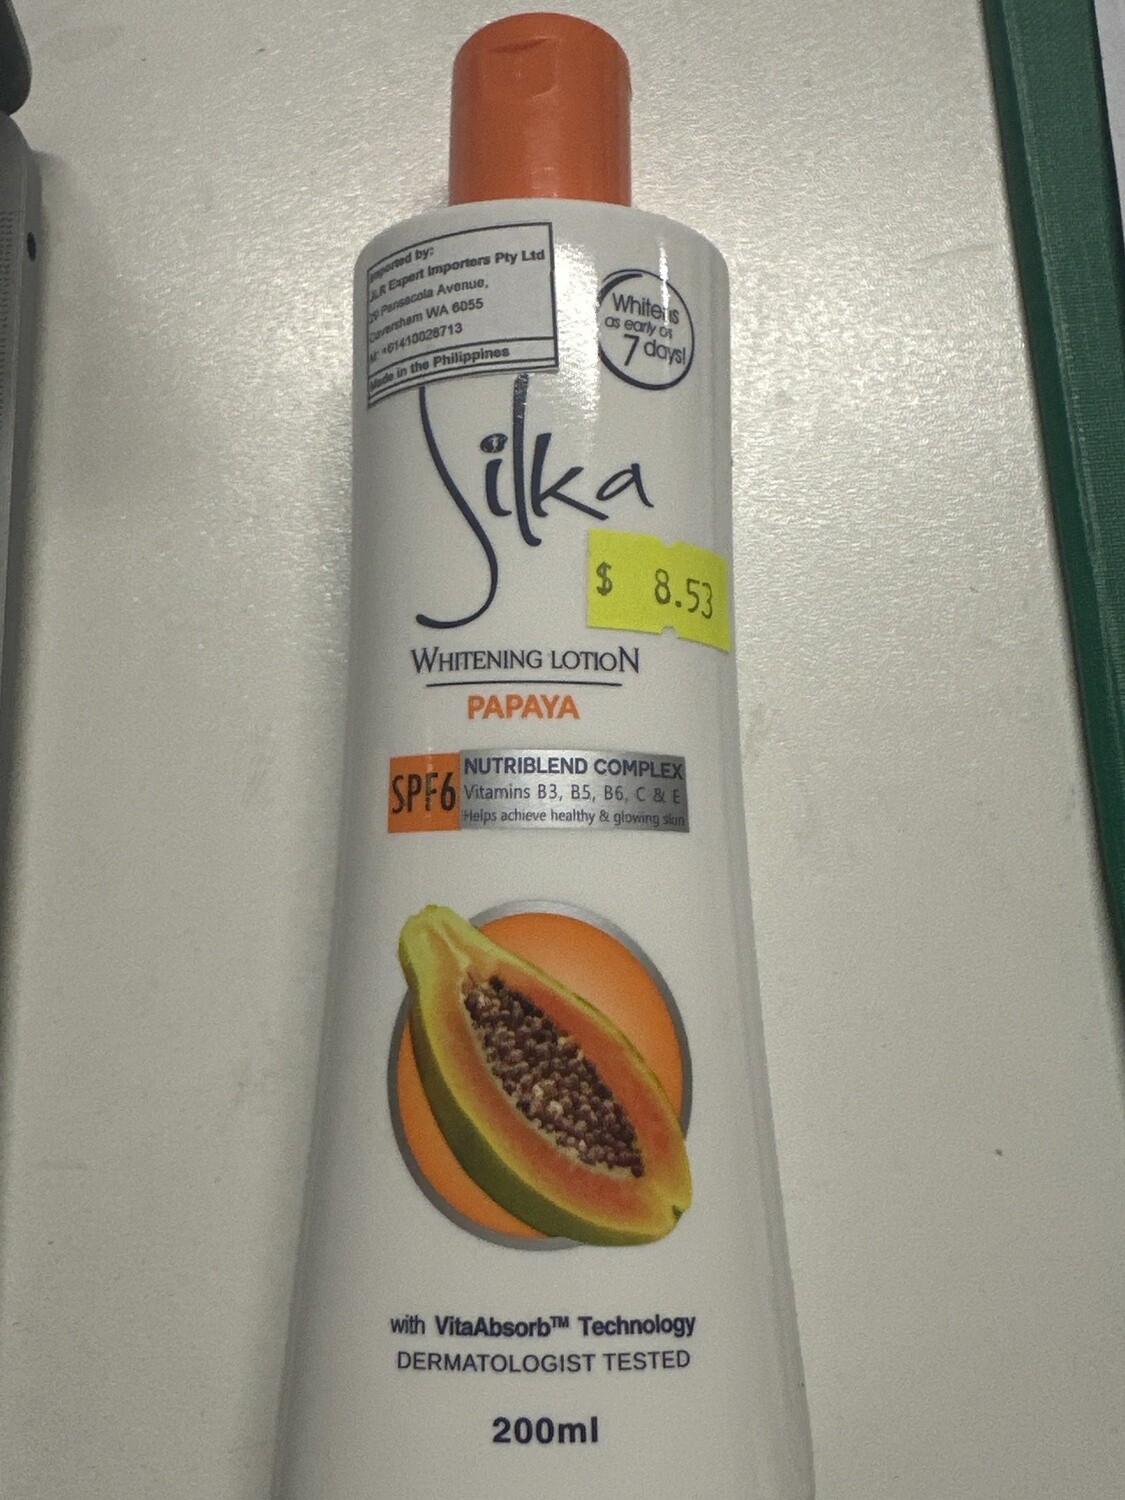 Imported by:
JLR Expert Importers Pty Ltd
29 Pensacola Avenue,
Caversham WA 6055
M: +61410028713
Made in the Philippines
Whitens
as early as
7 days!
Silka
$ 8.53
WHITENING LOTION
PAPAYA
SPF6
NUTRIBLEND COMPLEX
Vitamins B3, B5, B6, C & E
Helps achieve healthy & glowing skin
with VitaAbsorb™ Technology
DERMATOLOGIST TESTED
200ml